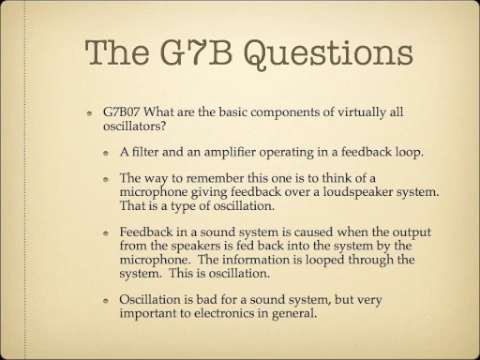 The G7B Questions
G7B07 What are the basic components of virtually all
oscillators?
A filter and an amplifier operating in a feedback loop.
The way to remember this one is to think of a
microphone giving feedback over a loudspeaker system.
That is a type of oscillation.
Feedback in a sound system is caused when the output
from the speakers is fed back into the system by the
microphone. The information is looped through the
system. This is oscillation.
Oscillation is bad for a sound system, but very
important to electronics in general.